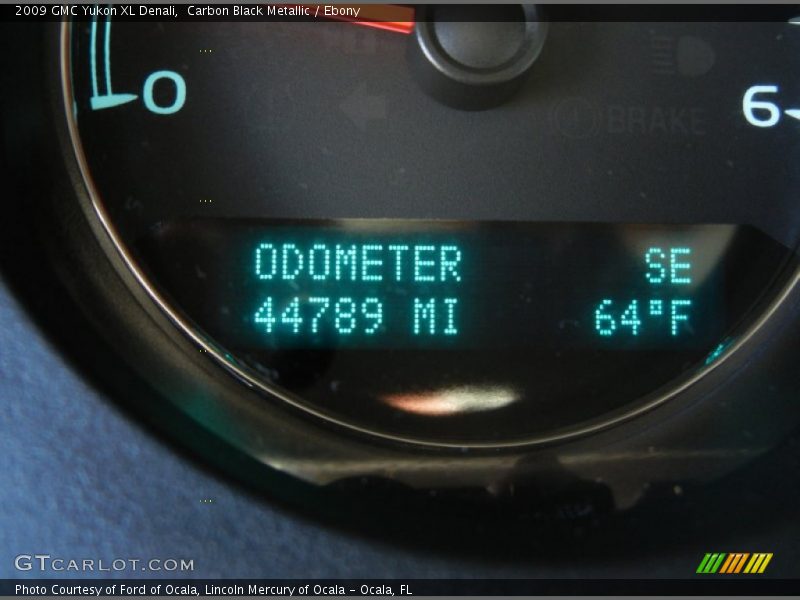 2009 GMC Yukon XL Denali,  Carbon Black Metallic / Ebony
0
6
BRAKE
ODOMETER SE
44789 MI 64°F
GTCARLOT.COM
Photo Courtesy of Ford of Ocala, Lincoln Mercury of Ocala - Ocala, FL